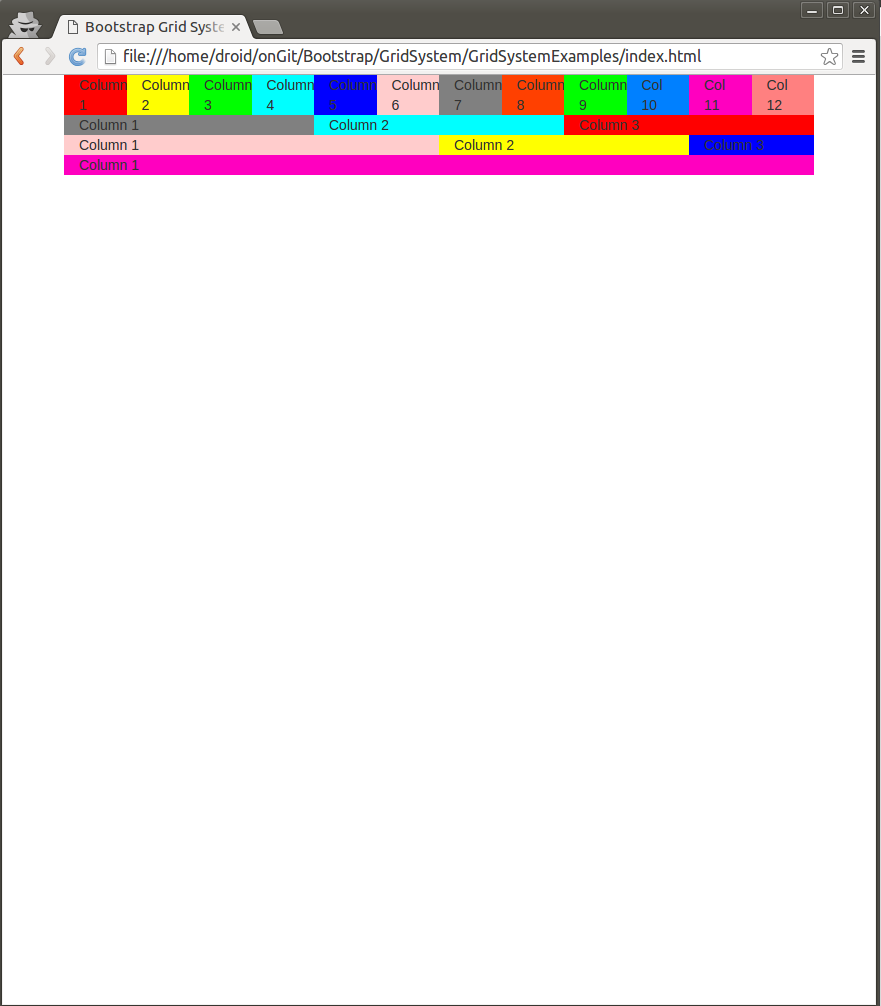 Bootstrap Grid Syste
file:///home/droid/onGit/Bootstrap/GridSystem/GridSystemExamples/index.html
Column 1 Column 2 Column 3 Column 4 Column 5 Column 6 Column 7 Column 8 Column 9 Col 10 Col 11 Col 12
Column 1 Column 2 Column 3
Column 1 Column 2 Column 3
Column 1